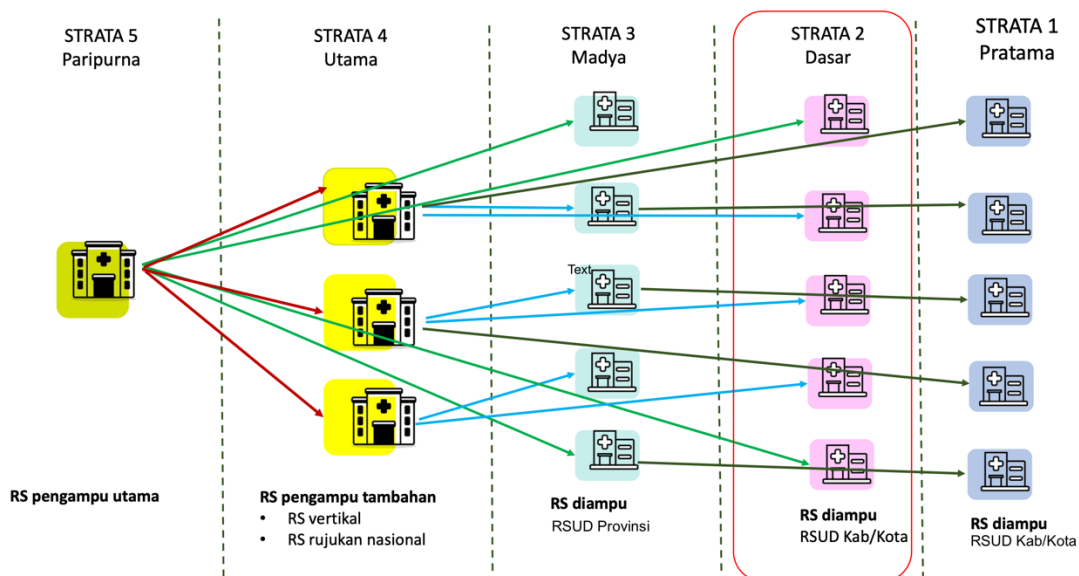 STRATA 5
Paripurna
STRATA 4
Utama
STRATA 3
Madya
STRATA 2
Dasar
STRATA 1
Pratama
Text
RS pengampu utama
RS pengampu tambahan
• RS vertikal
• RS rujukan nasional
RS diampu
RSUD Provinsi
RS diampu
RSUD Kab/Kota
RS diampu
RSUD Kab/Kota